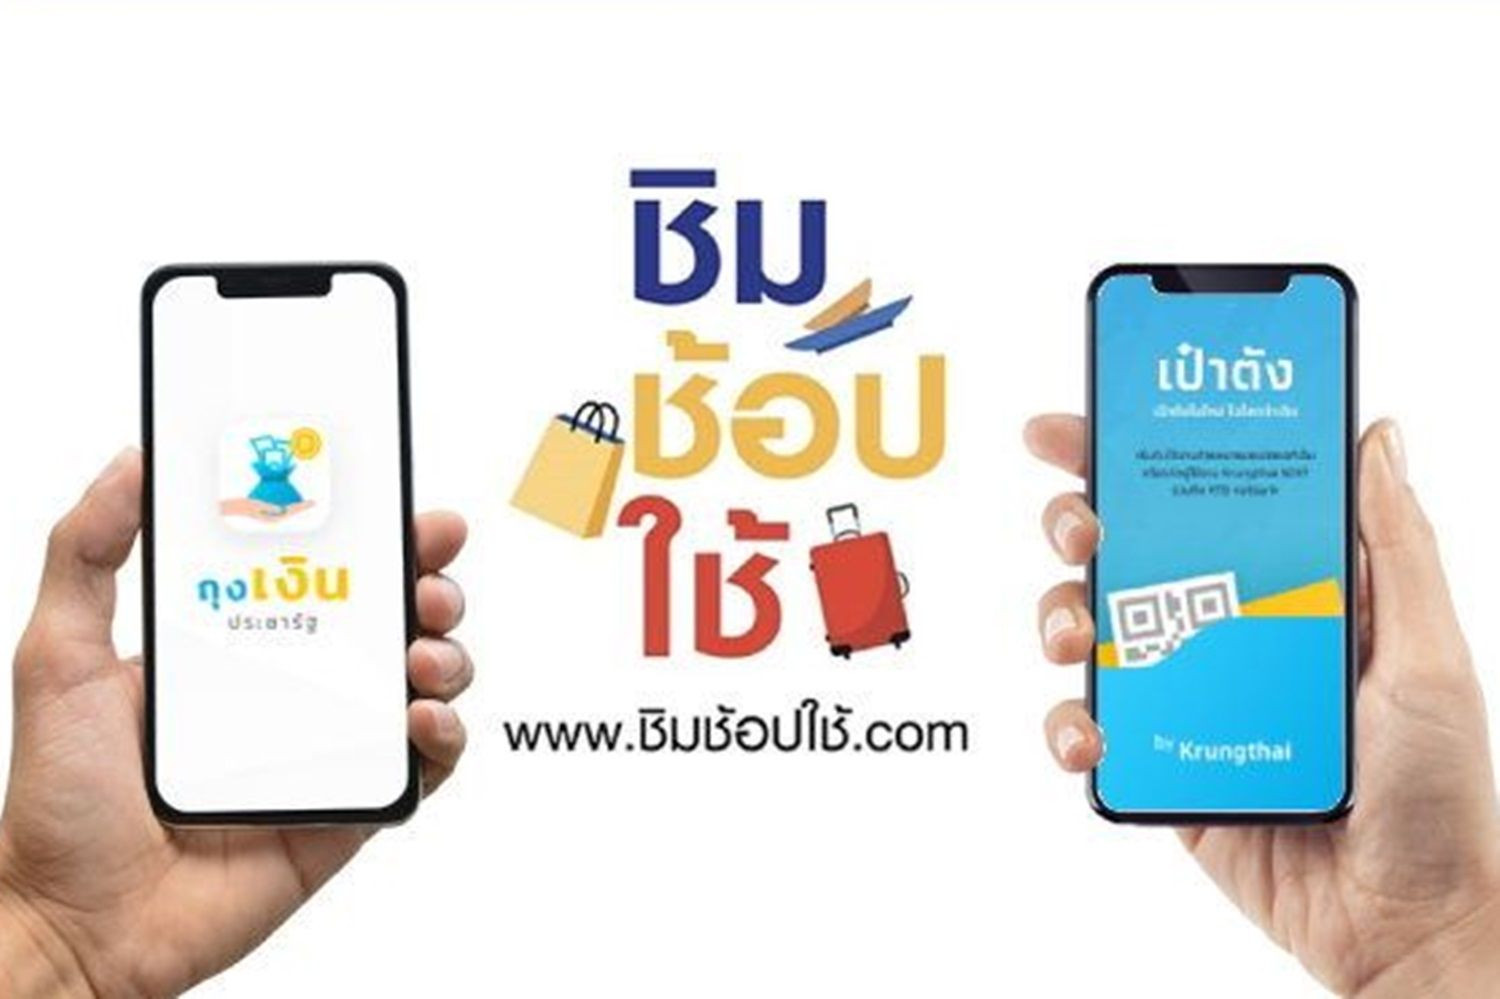 ชิม
ช้อป
ใช้
www.ชิมช้อปใช้.com
ถุงเงิน
ประชารัฐ
เป๋าตัง
by Krungthai